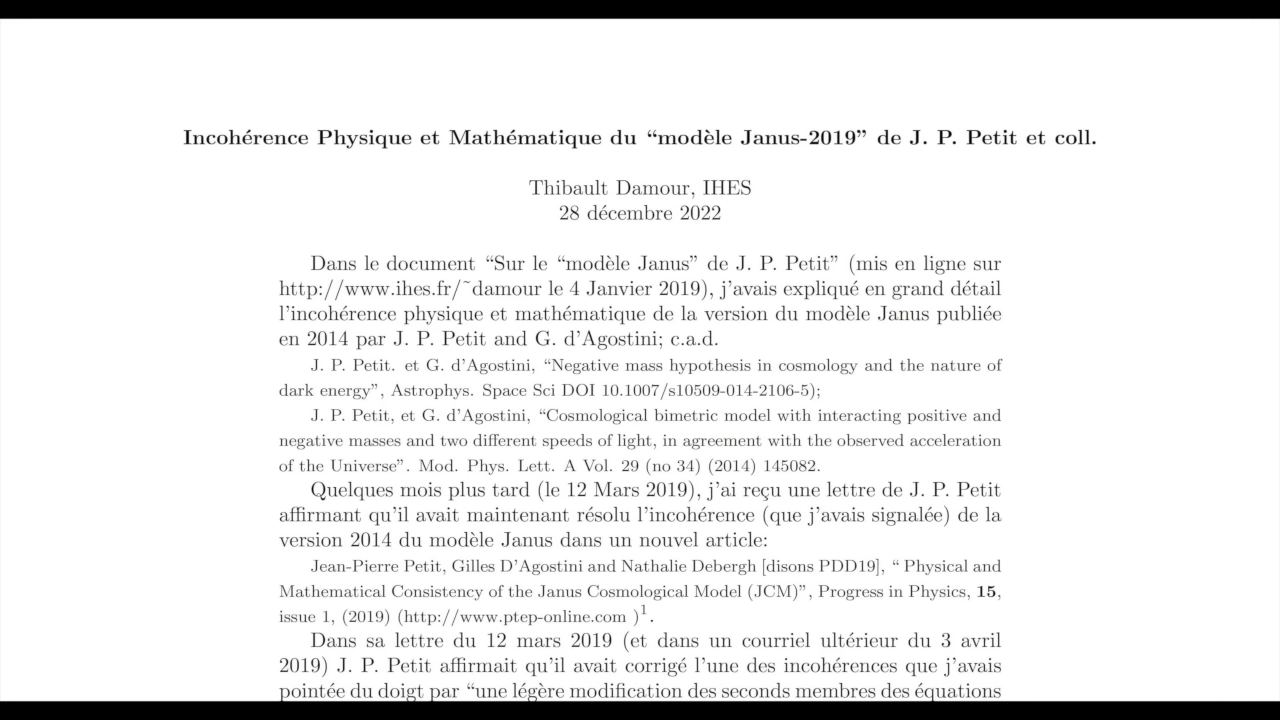 Incohérence Physique et Mathématique du “modèle Janus-2019” de J. P. Petit et coll.
Thibault Damour, IHES
28 décembre 2022
Dans le document “Sur le “modèle Janus” de J. P. Petit” (mis en ligne sur
http://www.ihes.fr/˜damour le 4 Janvier 2019), j’avais expliqué en grand détail
l’incohérence physique et mathématique de la version du modèle Janus publiée
en 2014 par J. P. Petit and G. d’Agostini; c.a.d.
J. P. Petit. et G. d’Agostini, “Negative mass hypothesis in cosmology and the nature of
dark energy”, Astrophys. Space Sci DOI 10.1007/s10509-014-2106-5);
J. P. Petit, et G. d’Agostini, “Cosmological bimetric model with interacting positive and
negative masses and two different speeds of light, in agreement with the observed acceleration
of the Universe”. Mod. Phys. Lett. A Vol. 29 (no 34) (2014) 145082.
Quelques mois plus tard (le 12 Mars 2019), j’ai reçu une lettre de J. P. Petit
affirmant qu’il avait maintenant résolu l’incohérence (que j’avais signalée) de la
version 2014 du modèle Janus dans un nouvel article:
Jean-Pierre Petit, Gilles D’Agostini and Nathalie Debergh [disons PDD19], “ Physical and
Mathematical Consistency of the Janus Cosmological Model (JCM)”, Progress in Physics, 15,
issue 1, (2019) (http://www.ptep-online.com )1.
Dans sa lettre du 12 mars 2019 (et dans un courriel ultérieur du 3 avril
2019) J. P. Petit affirmait qu’il avait corrigé l’une des incohérences que j’avais
pointée du doigt par “une légère modification des seconds membres des équations